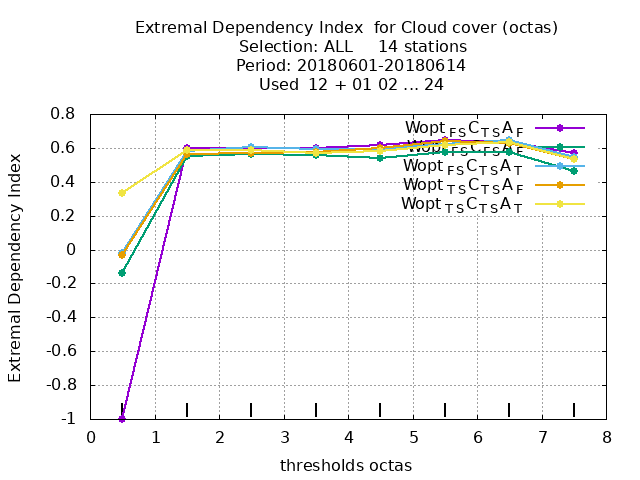 Extremal Dependency Index for Cloud cover (octas)
Selection: ALL 14 stations
Period: 20180601-20180614
Used 12 + 01 02 ... 24
Extremal Dependency Index
0.8
0.6
0.4
0.2
0
-0.2
-0.4
-0.6
-0.8
-1
Wopt FS C TS A F
Wopt FS C TS A T
Wopt TS C TS A F
Wopt TS C TS A T
0 1 2 3 4 5 6 7 8
thresholds octas